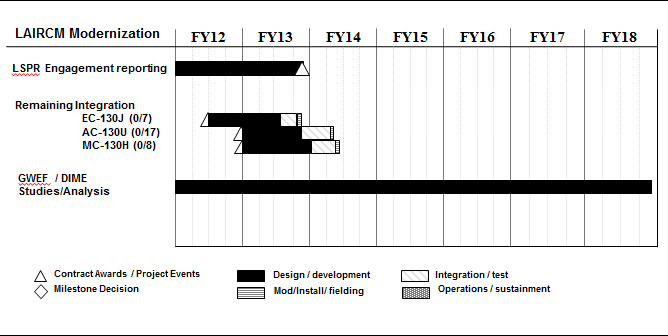 LAIRCM Modernization FY12 FY13 FY14 FY15 FY16 FY17 FY18
LSPR Engagement reporting
Remaining Integration
EC-130J (0/7)
AC-130U (0/17)
MC-130H (0/8)
GWEF / DIME
Studies/Analysis
Contract Awards / Project Events Design / development Integration / test
Milestone Decision Mod/Install/ fielding Operations / sustainment